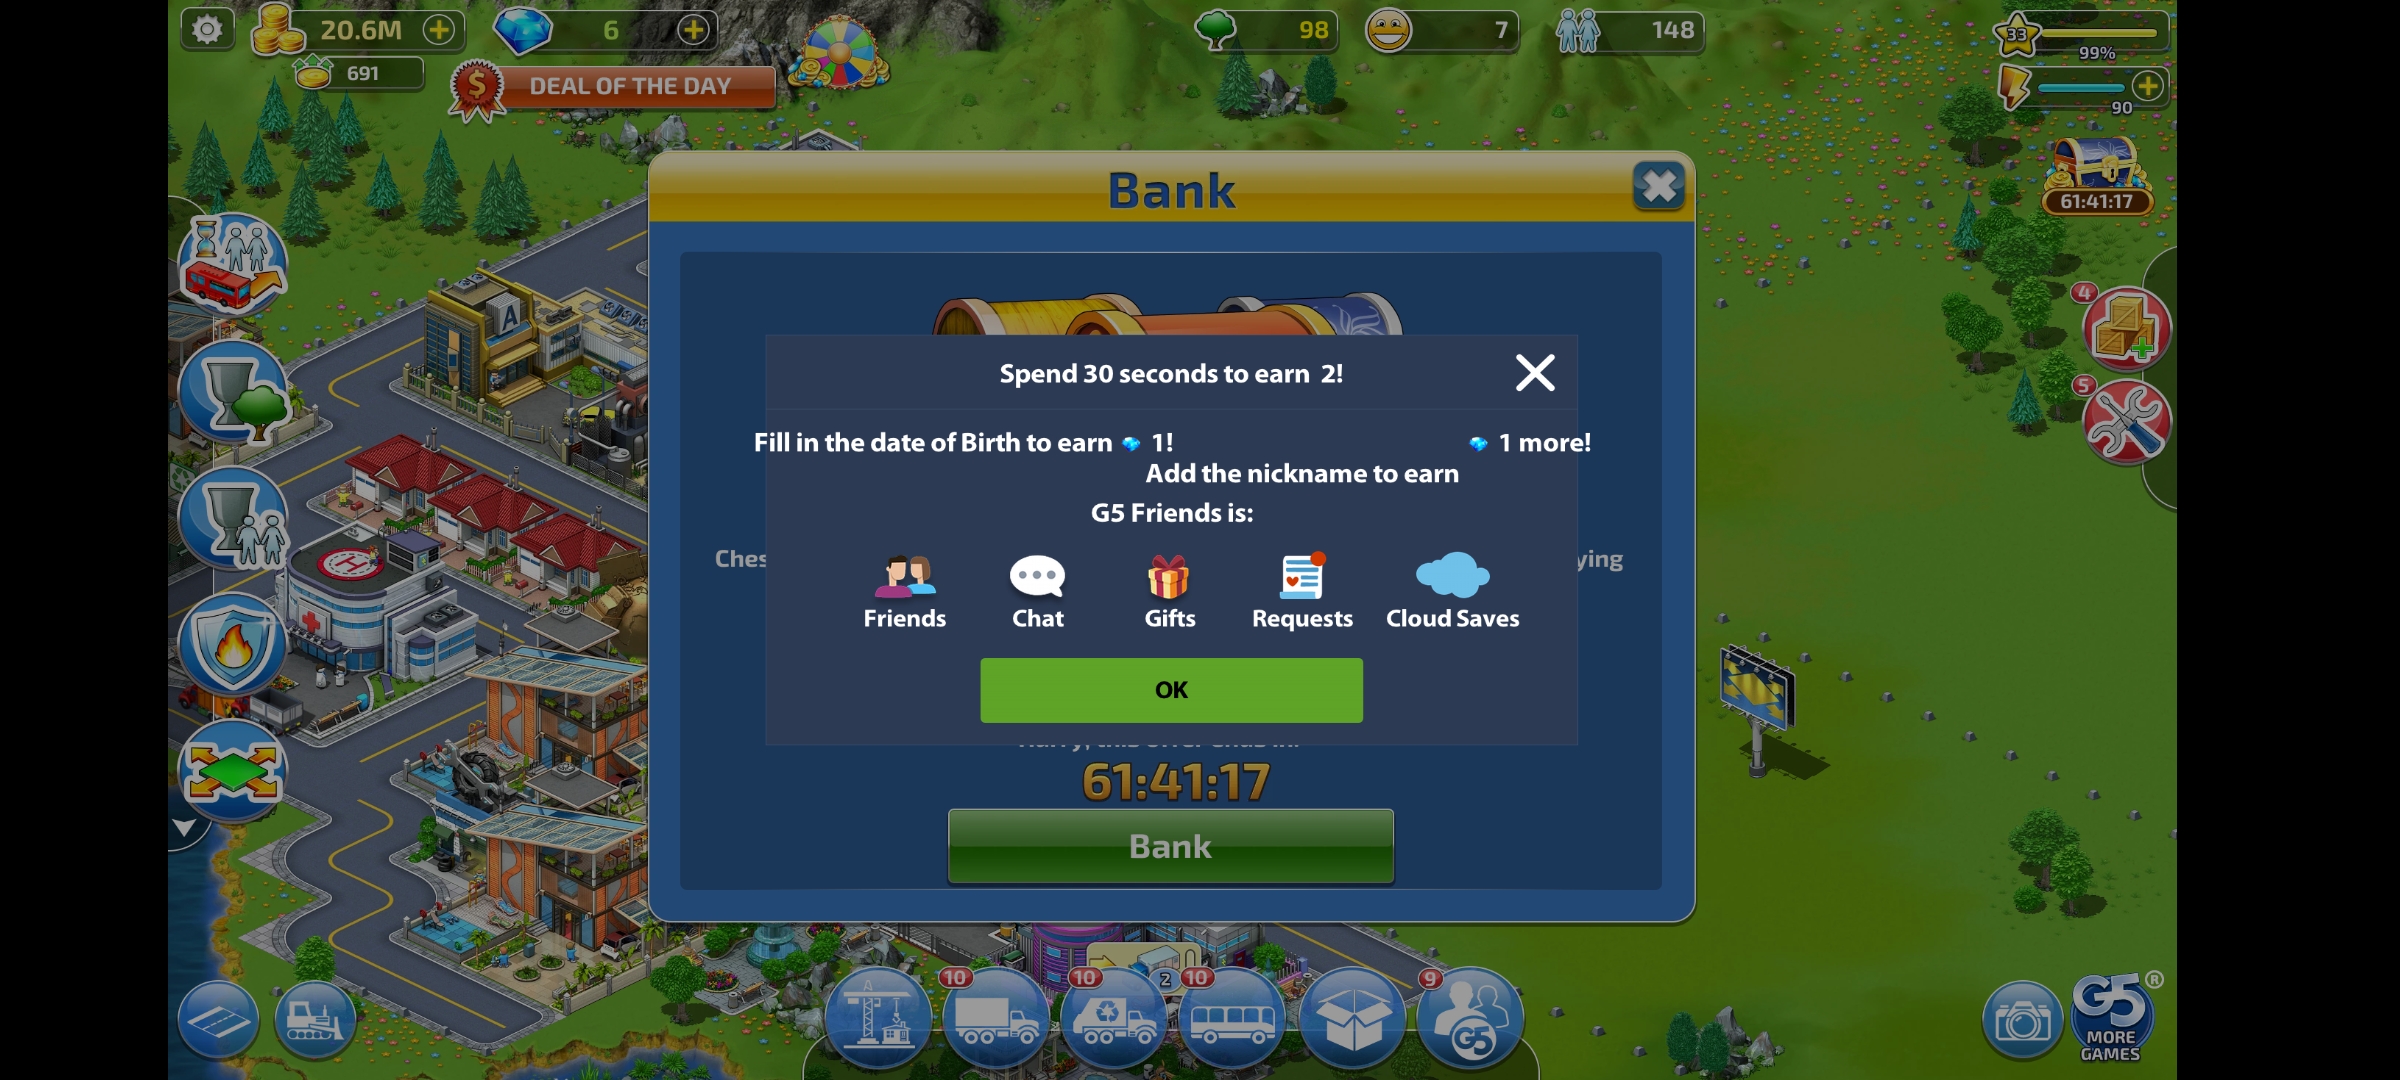 20.6M
6
98
7
148
33
99%
691
DEAL OF THE DAY
90
Bank
61:41:17
Spend 30 seconds to earn 2!
4
Fill in the date of Birth to earn 1!
1 more!
Add the nickname to earn
5
G5 Friends is:
Friends
Chat
Gifts
Requests
Cloud Saves
OK
61:41:17
Bank
10
10
2
10
9
G5®
MORE
GAMES
G5
A
A
H